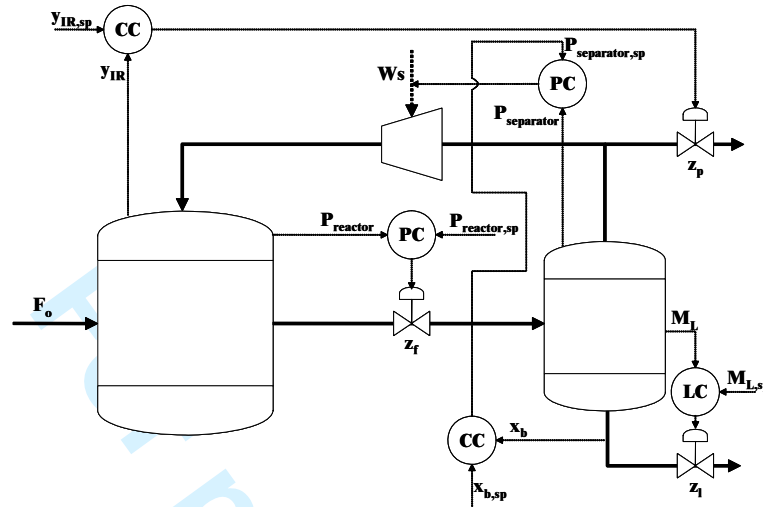 y_IR,sp
CC
y_IR
Ws
P_separator,sp
PC
P_separator
z_p
P_reactor
PC
P_reactor,sp
F_o
z_f
M_L
LC
M_L,s
x_b
CC
x_b,sp
z_l